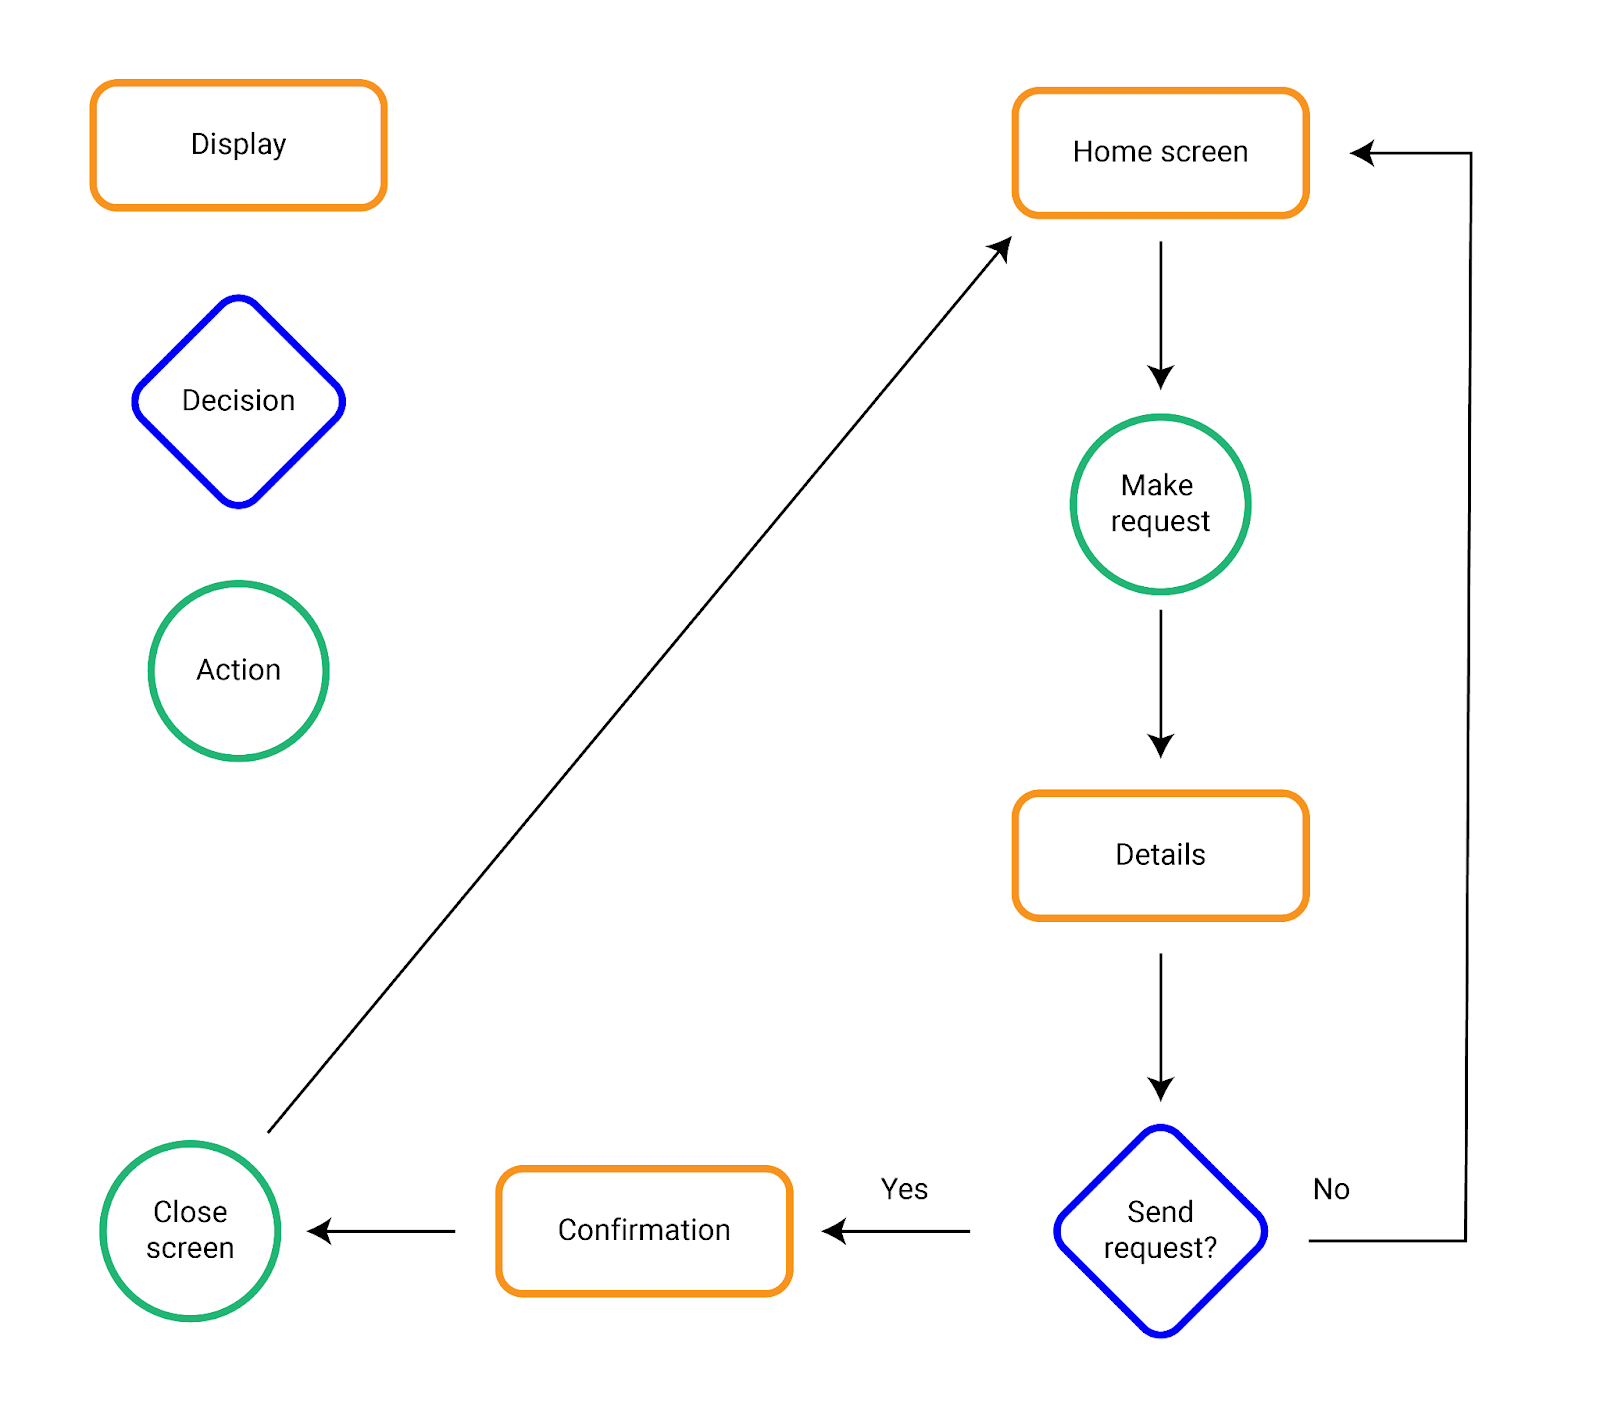 Display
Decision
Action
Home screen
Make
request
Details
Send
request?
Yes
No
Confirmation
Close
screen